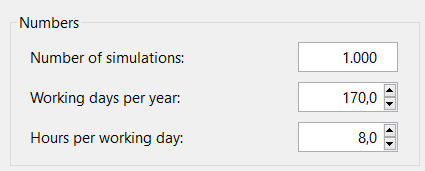 Numbers
Number of simulations: 1.000
Working days per year: 170,0
Hours per working day: 8,0